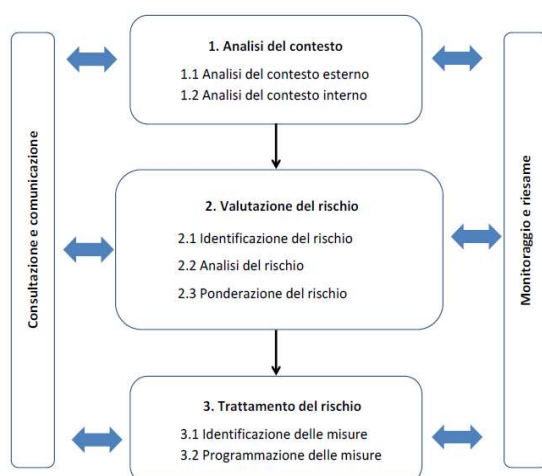 Consultazione e comunicazione
1. Analisi del contesto
1.1 Analisi del contesto esterno
1.2 Analisi del contesto interno
2. Valutazione del rischio
2.1 Identificazione del rischio
2.2 Analisi del rischio
2.3 Ponderazione del rischio
3. Trattamento del rischio
3.1 Identificazione delle misure
3.2 Programmazione delle misure
Monitoraggio e riesame